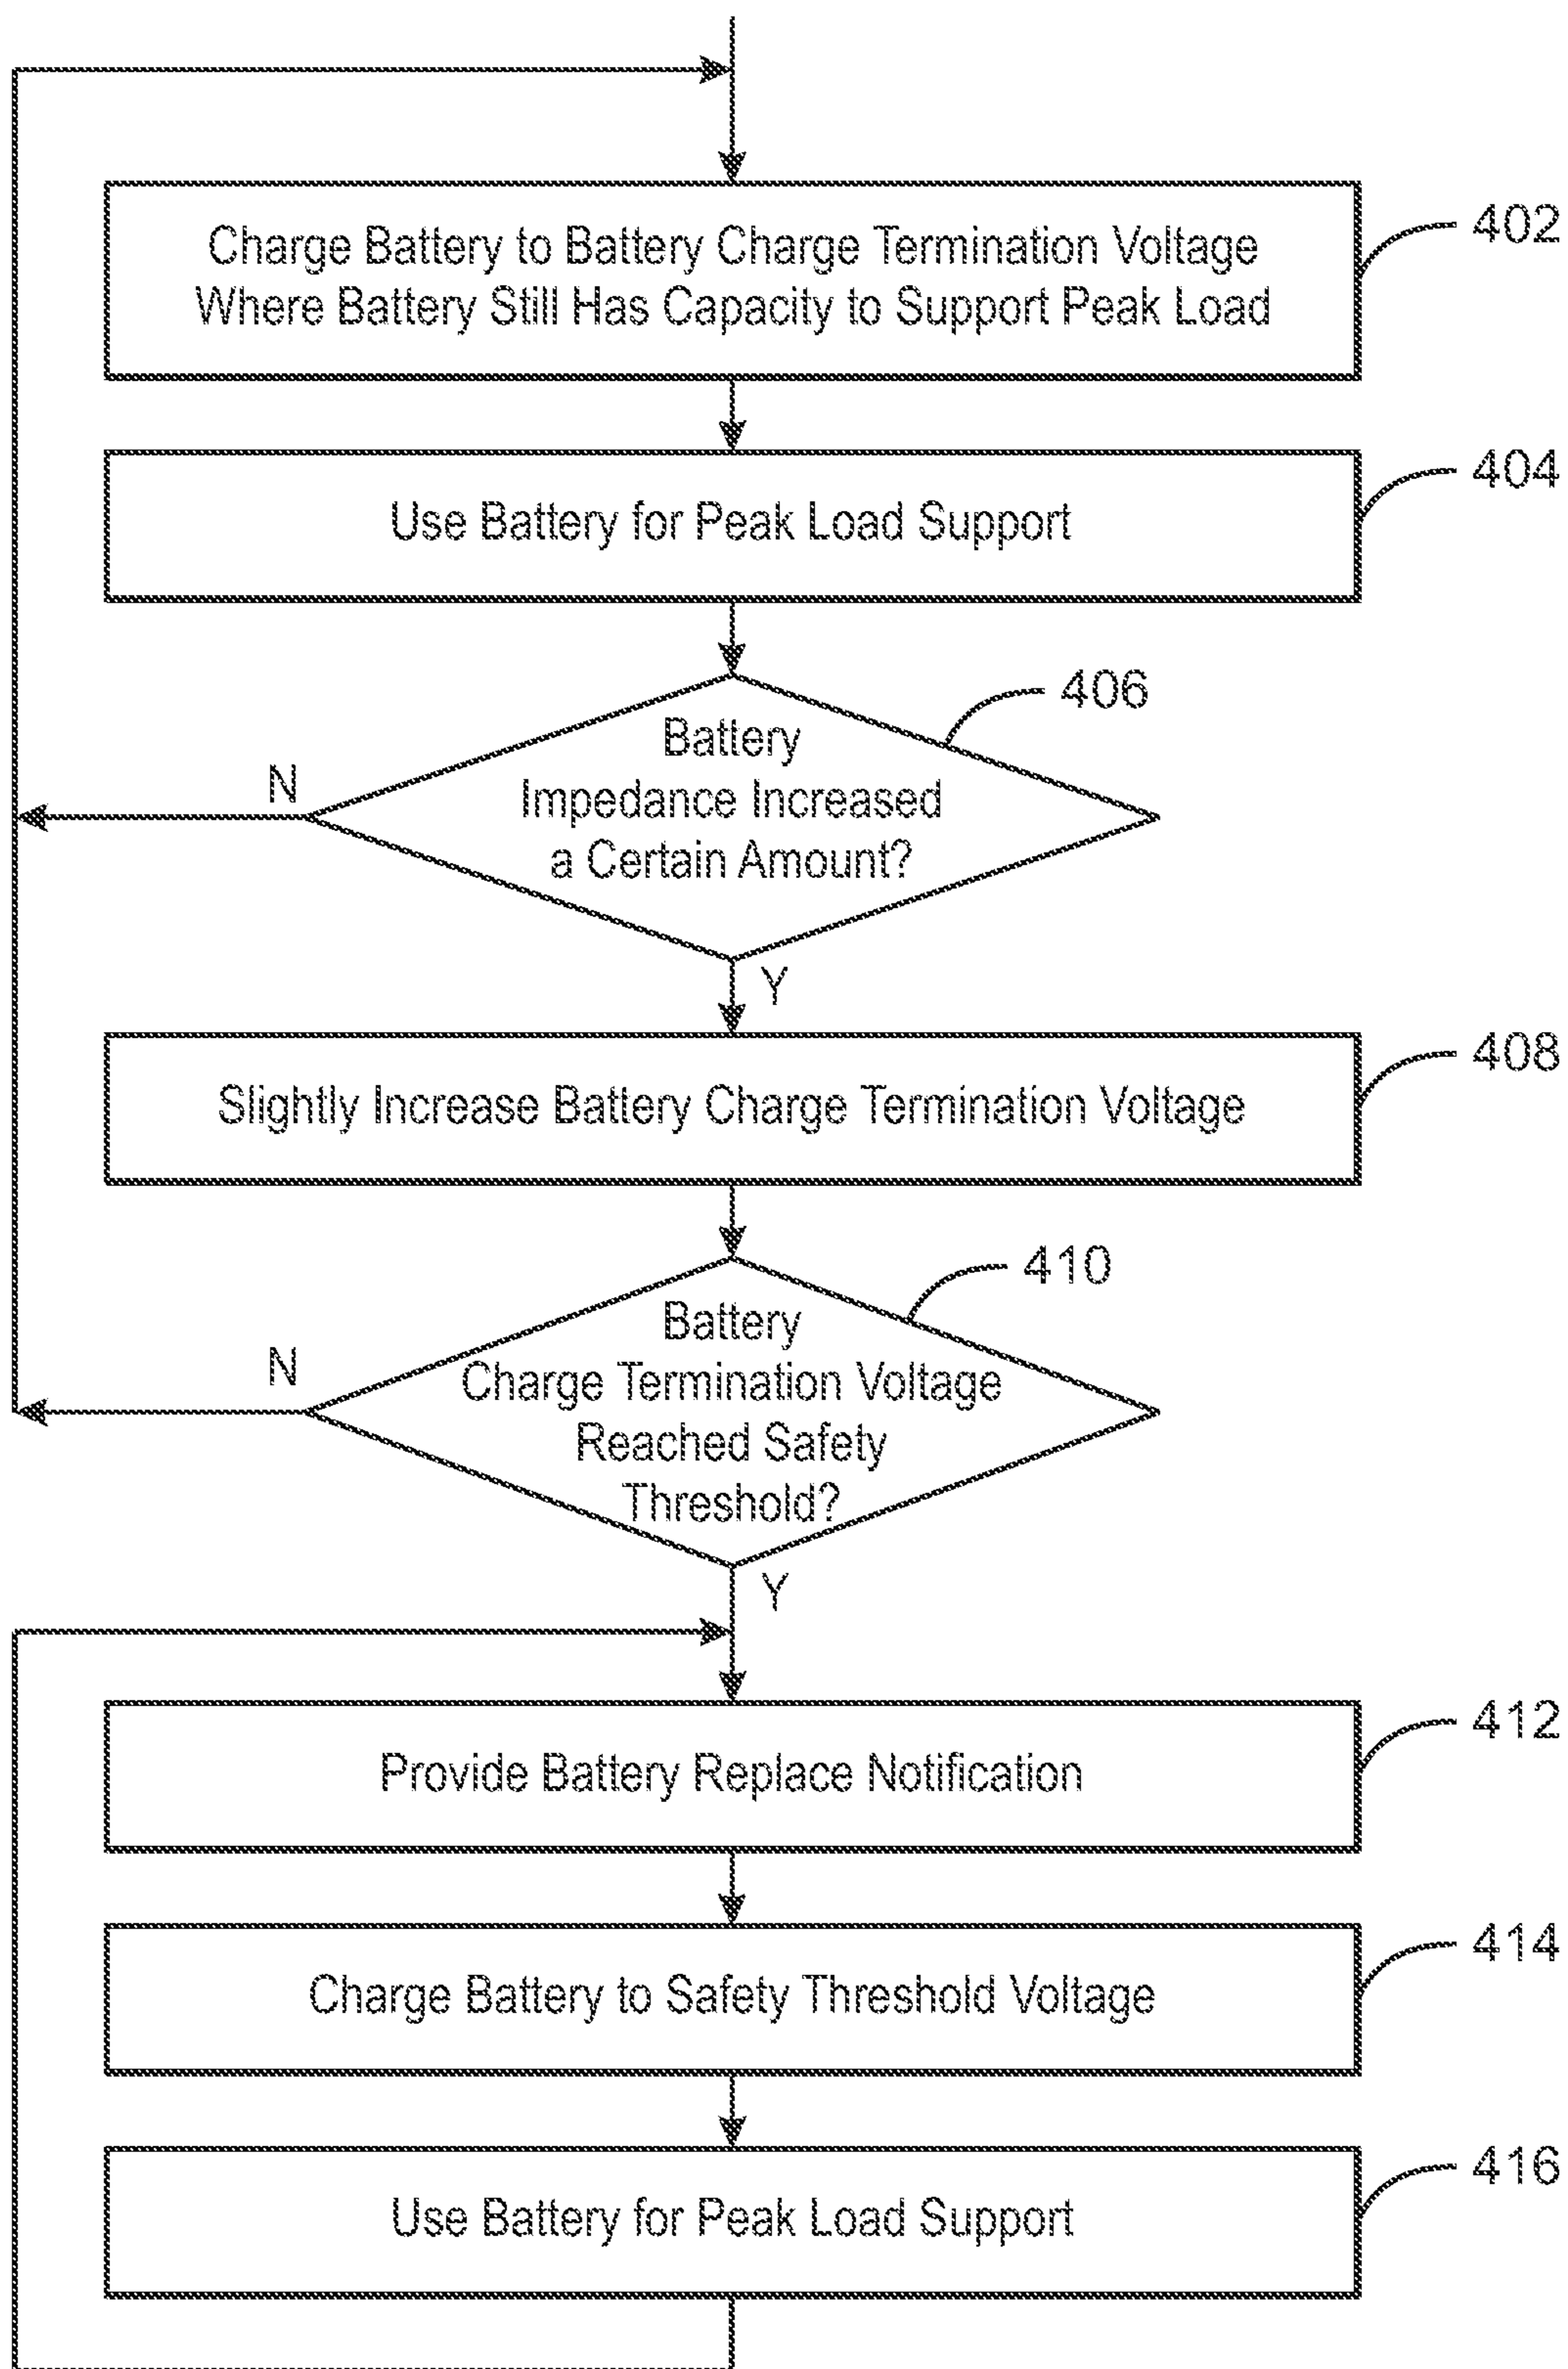 Charge Battery to Battery Charge Termination Voltage
Where Battery Still Has Capacity to Support Peak Load
402
Use Battery for Peak Load Support
404
Battery
Impedance Increased
a Certain Amount?
406
N
Y
Slightly Increase Battery Charge Termination Voltage
408
Battery
Charge Termination Voltage
Reached Safety
Threshold?
410
N
Y
Provide Battery Replace Notification
412
Charge Battery to Safety Threshold Voltage
414
Use Battery for Peak Load Support
416